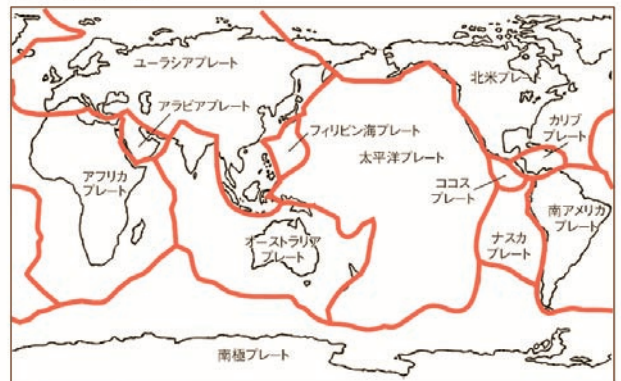 ユーラシアプレート
北米プレ
アラビアプレート
カリブ
プレート
フィリピン海プレート
太平洋プレート
アフリカ
プレート
ココス
プレート
南アメリカ
プレート
オーストラリア
プレート
ナスカ
プレート
南極プレート